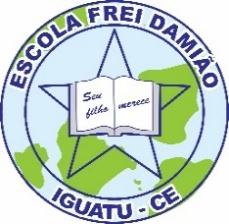 ESCOLA FREI DAMIÃO
Seu merece
filho
IGUATU - CE